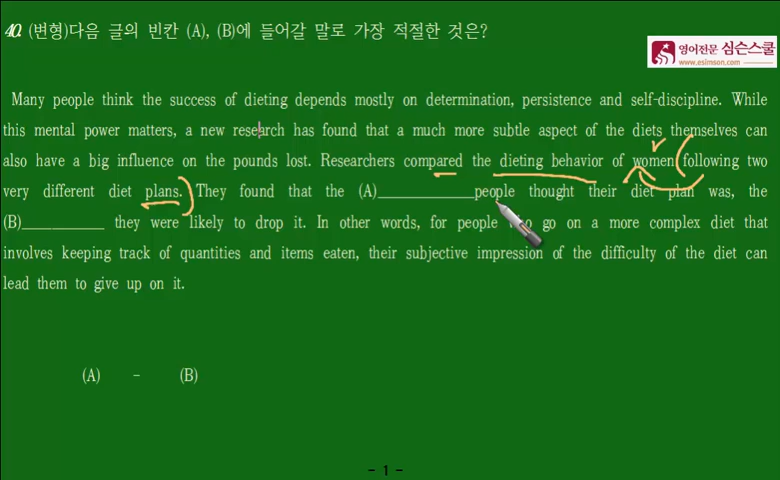 40. (변형)다음 글의 빈칸 (A), (B)에 들어갈 말로 가장 적절한 것은?
영어전문 심슨스쿨
www.esimson.com
Many people think the success of dieting depends mostly on determination, persistence and self-discipline. While
this mental power matters, a new research has found that a much more subtle aspect of the diets themselves can
also have a big influence on the pounds lost. Researchers compared the dieting behavior of women following two
very different diet plans. They found that the (A)____________people thought their diet plan was, the
(B)____________ they were likely to drop it. In other words, for people who go on a more complex diet that
involves keeping track of quantities and items eaten, their subjective impression of the difficulty of the diet can
lead them to give up on it.
(A) - (B)
- 1 -